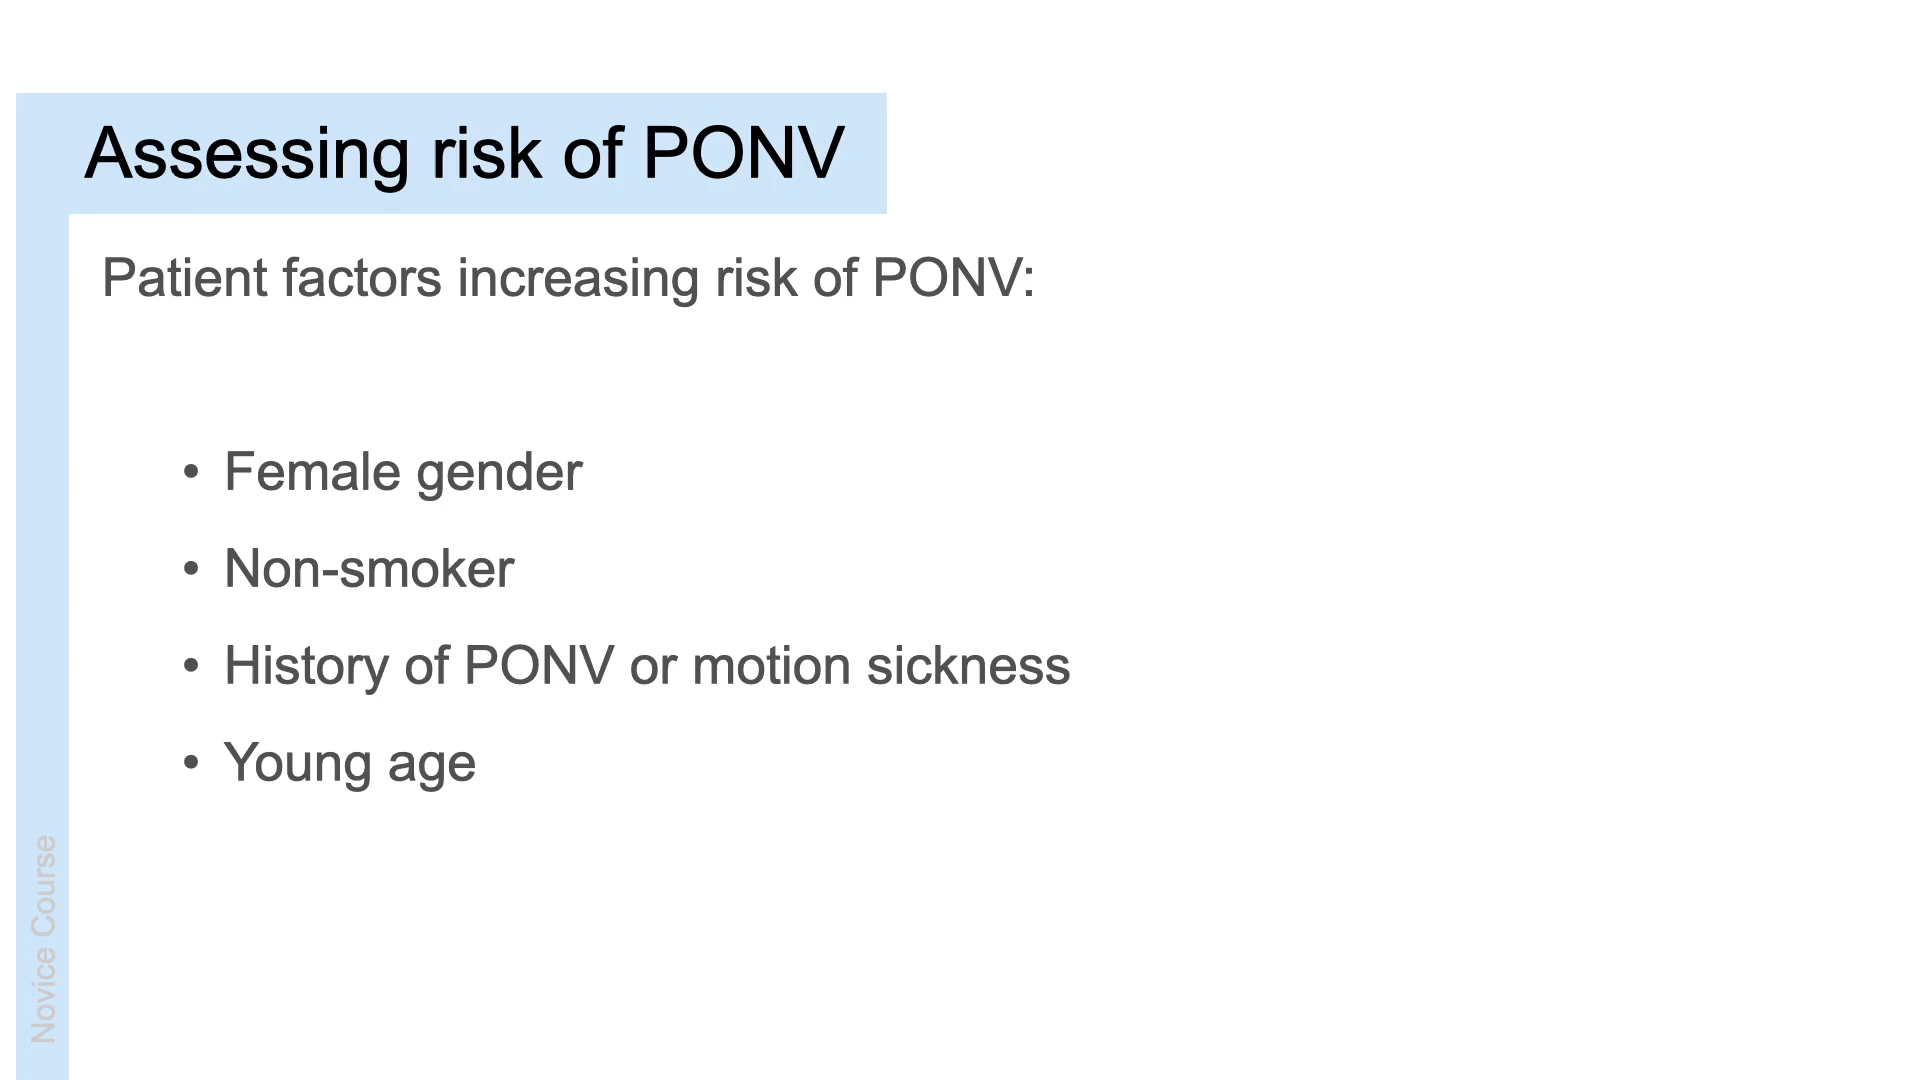 Assessing risk of PONV
Patient factors increasing risk of PONV:
• Female gender
• Non-smoker
• History of PONV or motion sickness
• Young age
Novice Course